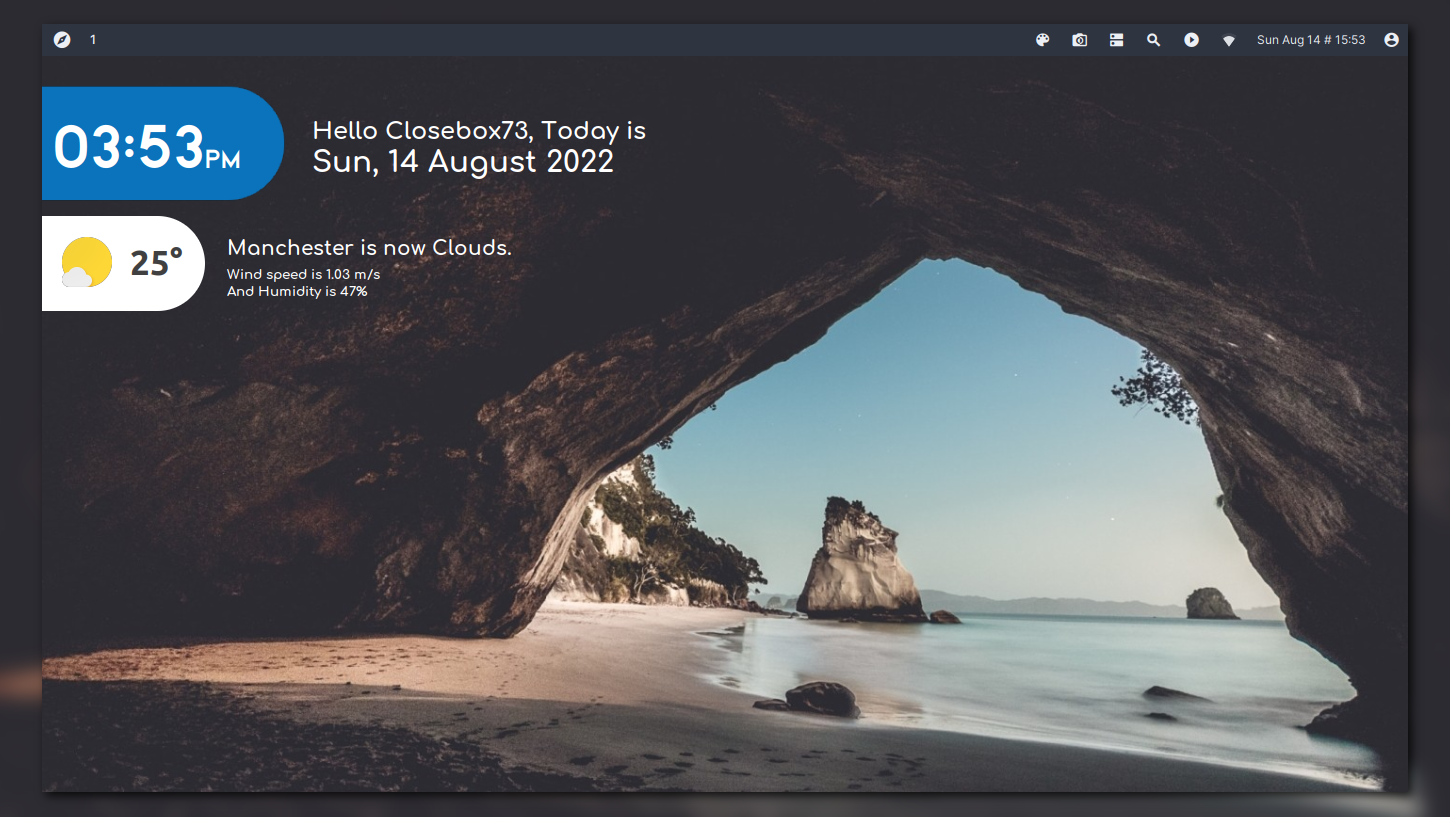 1
Sun Aug 14 # 15:53
03:53PM
Hello Closebox73, Today is
Sun, 14 August 2022
25°
Manchester is now Clouds.
Wind speed is 1.03 m/s
And Humidity is 47%